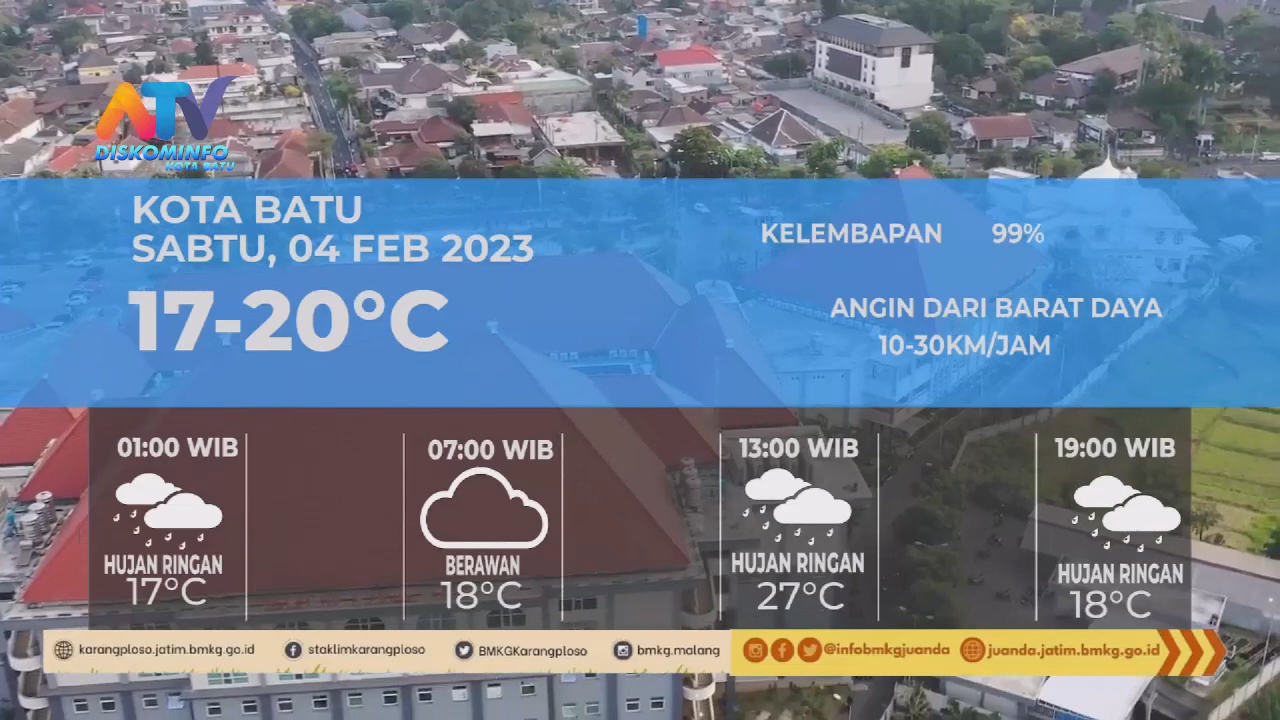 ATV
DISKOMINFO
KOTA BATU
KOTA BATU
SABTU, 04 FEB 2023
17-20°C
KELEMBAPAN 99%
ANGIN DARI BARAT DAYA
10-30KM/JAM
01:00 WIB
HUJAN RINGAN
17°C
07:00 WIB
BERAWAN
18°C
13:00 WIB
HUJAN RINGAN
27°C
19:00 WIB
HUJAN RINGAN
18°C
karangploso.jatim.bmkg.go.id staklimkarangploso BMKGKarangploso bmkg.malang @infobmkgjuanda juanda.jatim.bmkg.go.id